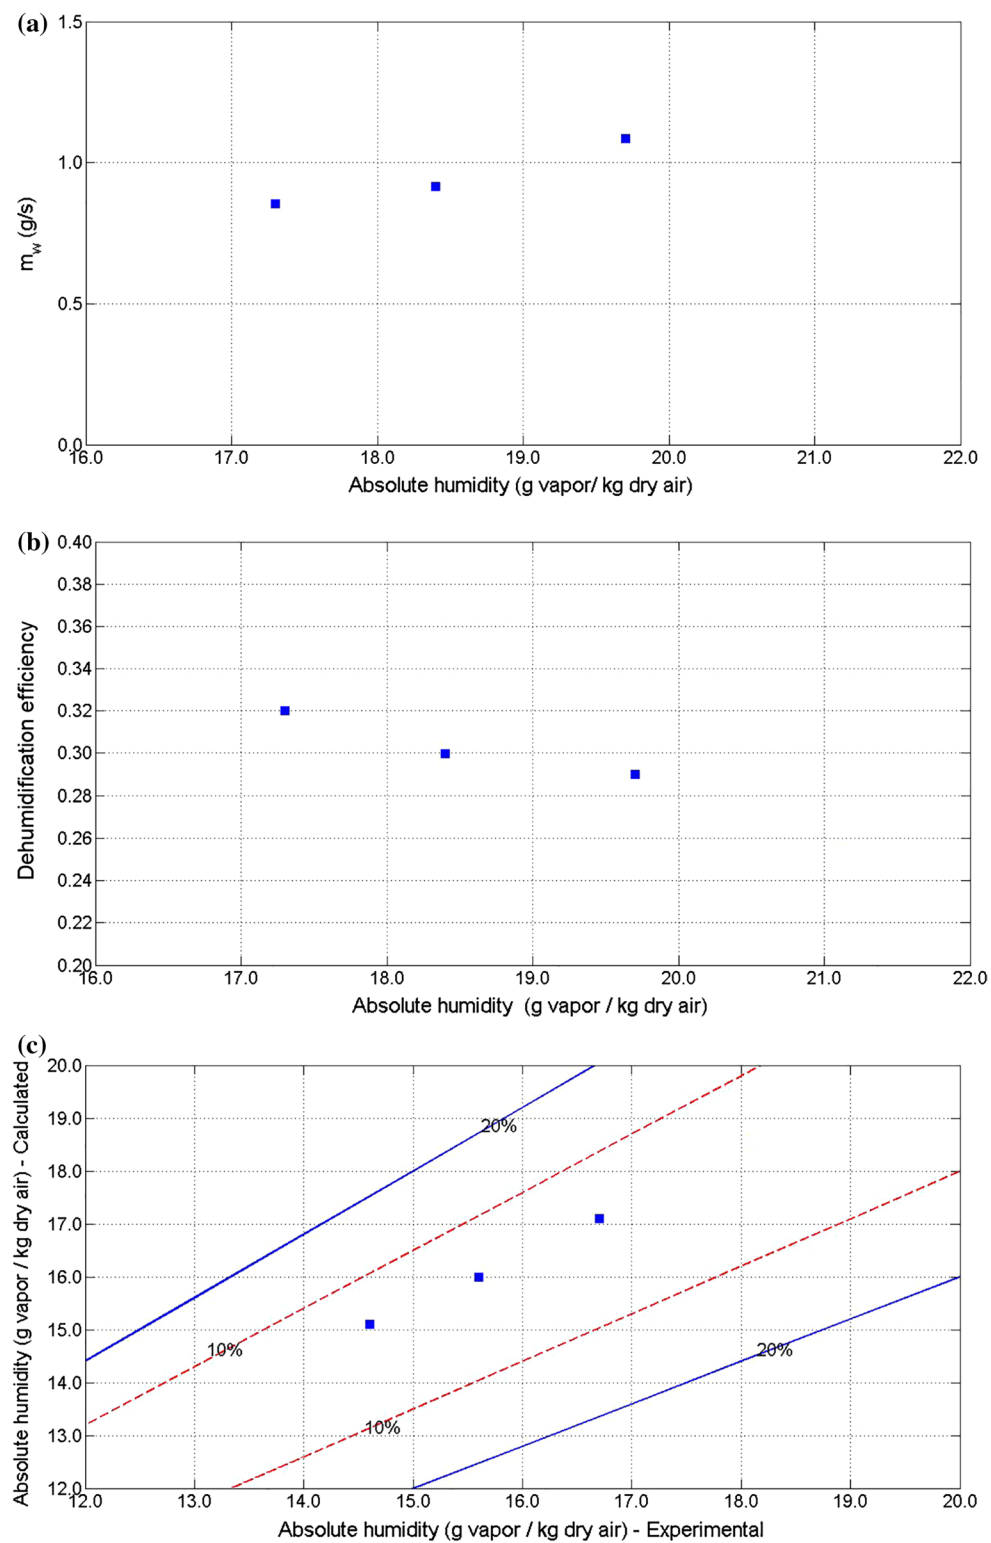 (a)
1.5
1.0
0.5
0.0
m_w (g/s)
16.0 17.0 18.0 19.0 20.0 21.0 22.0
Absolute humidity (g vapor/ kg dry air)
(b)
0.40
0.38
0.36
0.34
0.32
0.30
0.28
0.26
0.24
0.22
0.20
Dehumidification efficiency
16.0 17.0 18.0 19.0 20.0 21.0 22.0
Absolute humidity (g vapor / kg dry air)
(c)
20.0
19.0
18.0
17.0
16.0
15.0
14.0
13.0
12.0
Absolute humidity (g vapor / kg dry air) - Calculated
20%
10%
20%
10%
12.0 13.0 14.0 15.0 16.0 17.0 18.0 19.0 20.0
Absolute humidity (g vapor / kg dry air) - Experimental